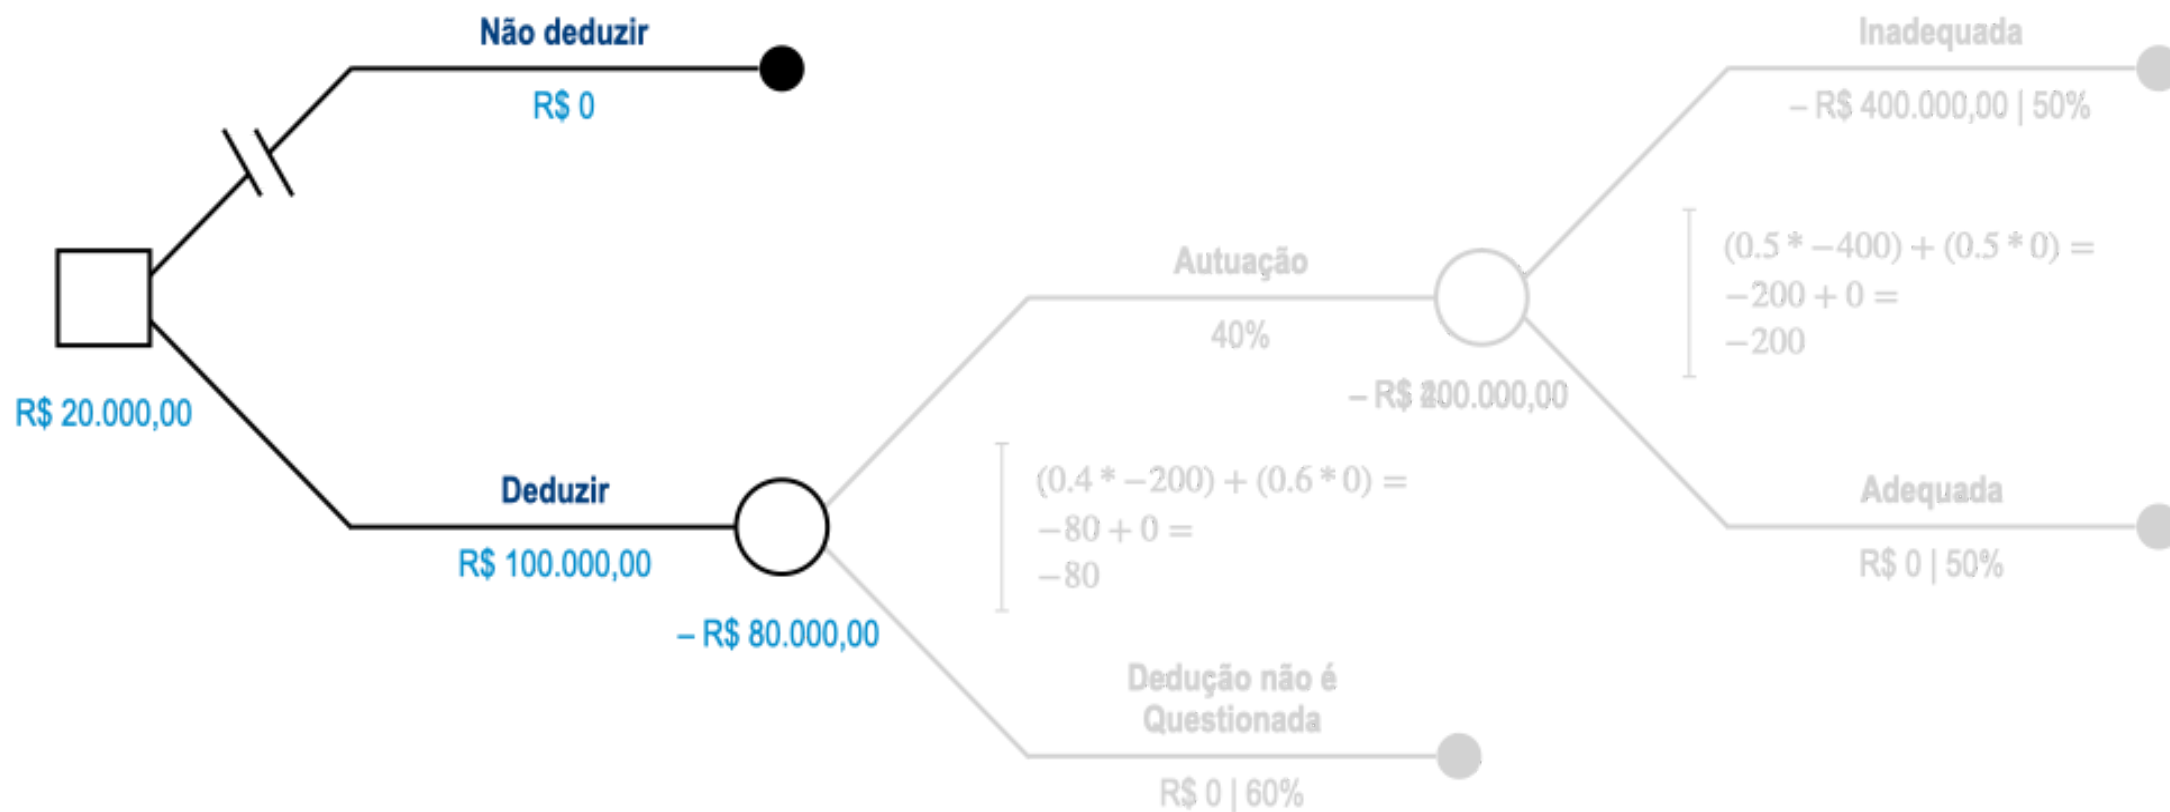 Não deduzir
R$ 0
R$ 20.000,00
Deduzir
R$ 100.000,00
– R$ 80.000,00
Autuação
40%
– R$ 00.000,00
(0.4 * −200) + (0.6 * 0) =
−80 + 0 =
−80
Dedução não é
Questionada
R$ 0 | 60%
Inadequada
– R$ 400.000,00 | 50%
(0.5 * −400) + (0.5 * 0) =
−200 + 0 =
−200
Adequada
R$ 0 | 50%